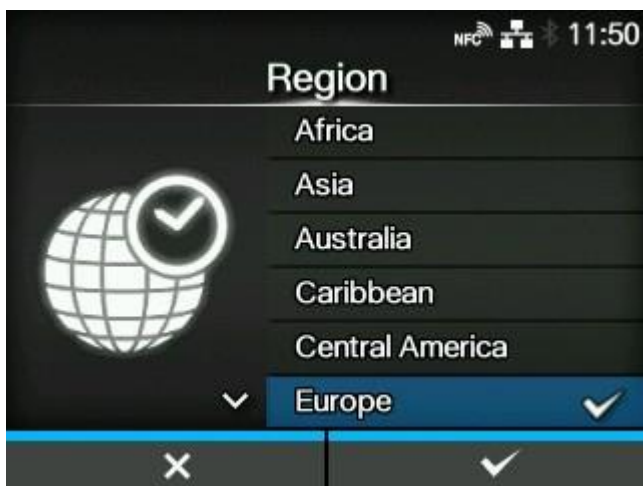 NFC 11:50
Region
Africa
Asia
Australia
Caribbean
Central America
Europe